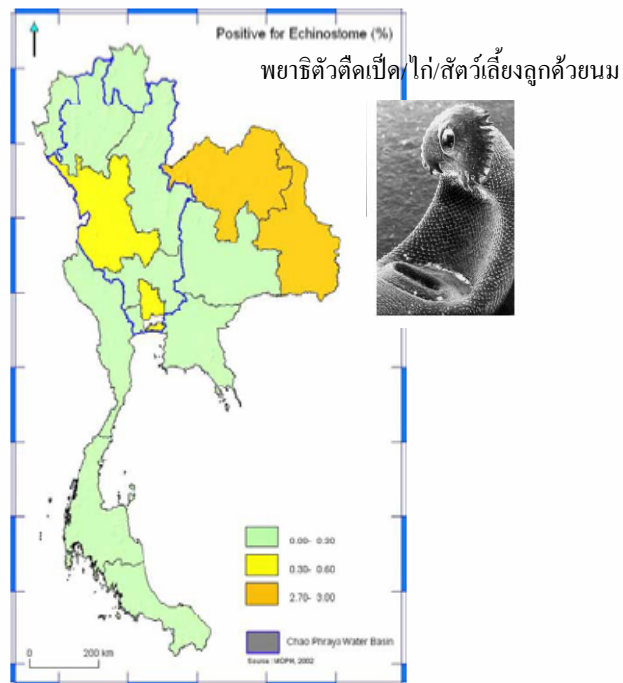 Positive for Echinostome (%)
พยาธิตัวตืดเป็ด/ไก่/สัตว์เลี้ยงลูกด้วยนม
0.00- 0.30
0.30- 0.60
2.70- 3.00
Chao Phraya Water Basin
0 200 km
Source : MOPH, 2002